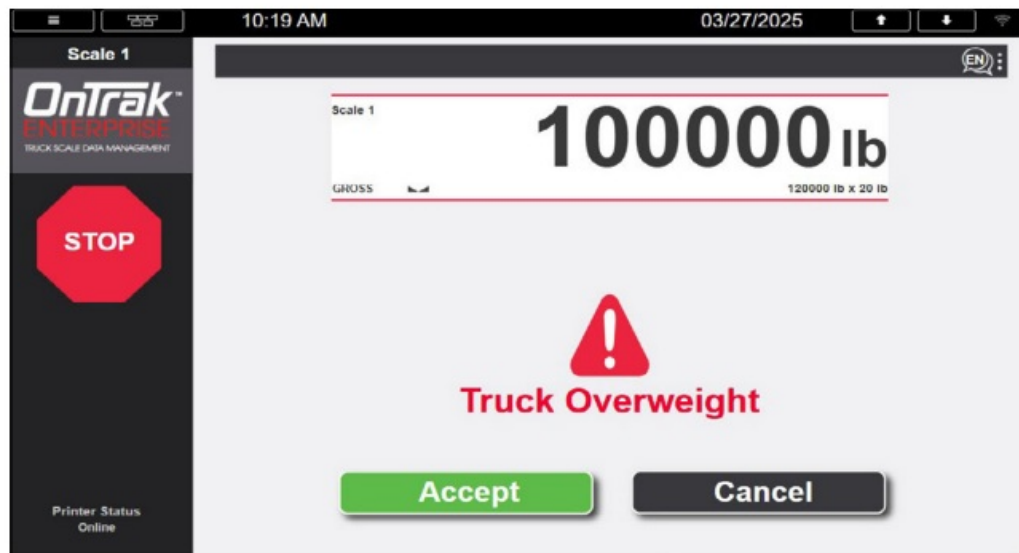 10:19 AM 03/27/2025
Scale 1
EN
OnTrak™
ENTERPRISE
TRUCK SCALE DATA MANAGEMENT
Scale 1
100000 lb
GROSS 120000 lb x 20 lb
STOP
Truck Overweight
Accept Cancel
Printer Status
Online